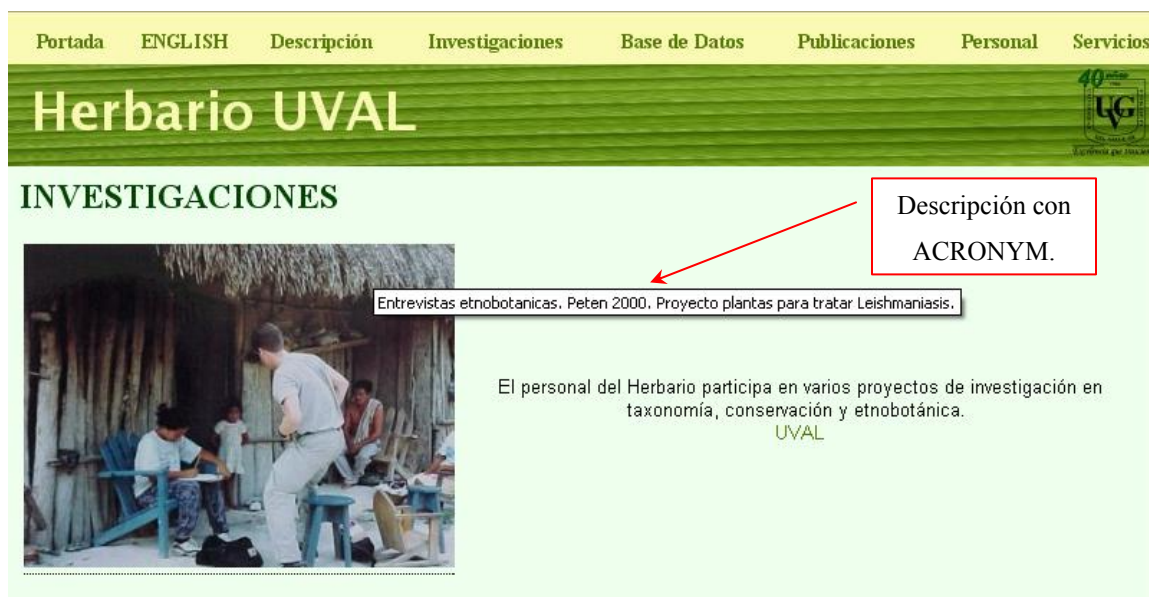 Portada ENGLISH Descripción Investigaciones Base de Datos Publicaciones Personal Servicios
40 años
Herbario UVAL
UVG
INVESTIGACIONES
Descripción con
ACRONYM.
Entrevistas etnobotanicas. Peten 2000. Proyecto plantas para tratar Leishmaniasis.
El personal del Herbario participa en varios proyectos de investigación en
taxonomía, conservación y etnobotánica.
UVAL